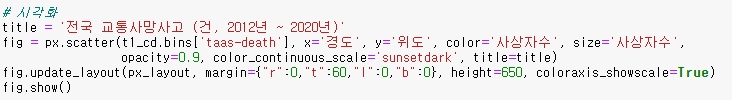 # 시각화
title = '전국 교통사망사고 (건, 2012년 ~ 2020년)'
fig = px.scatter(t1_cd.bins['taas-death'], x='경도', y='위도', color='사상자수', size='사상자수',
opacity=0.9, color_continuous_scale='sunsetdark', title=title)
fig.update_layout(px_layout, margin={"r":0,"t":60,"l":0,"b":0}, height=650, coloraxis_showscale=True)
fig.show()